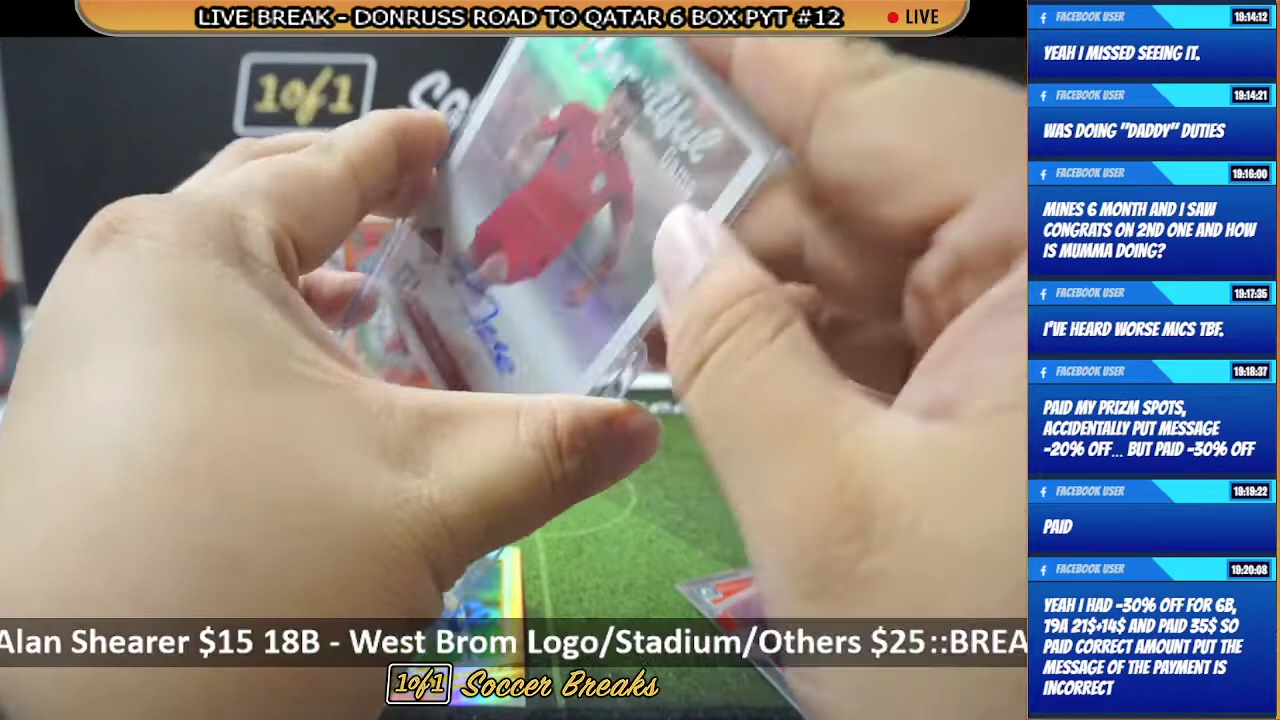 LIVE BREAK - DONRUSS ROAD TO QATAR 6 BOX PYT #12
LIVE
1of1
Beautiful
Alan Shearer $15 18B - West Brom Logo/Stadium/Others $25::BREA
1of1 Soccer Breaks
FACEBOOK USER 19:14:12
YEAH I MISSED SEEING IT.
FACEBOOK USER 19:14:21
WAS DOING "DADDY" DUTIES
FACEBOOK USER 19:16:00
MINES 6 MONTH AND I SAW
CONGRATS ON 2ND ONE AND HOW
IS MUMMA DOING?
FACEBOOK USER 19:17:35
I'VE HEARD WORSE MICS TBF.
FACEBOOK USER 19:18:37
PAID MY PRIZM SPOTS,
ACCIDENTALLY PUT MESSAGE
-20% OFF... BUT PAID -30% OFF
FACEBOOK USER 19:19:22
PAID
FACEBOOK USER 19:20:08
YEAH I HAD -30% OFF FOR 6B,
19A 21$+14$ AND PAID 35$ SO
PAID CORRECT AMOUNT PUT THE
MESSAGE OF THE PAYMENT IS
INCORRECT